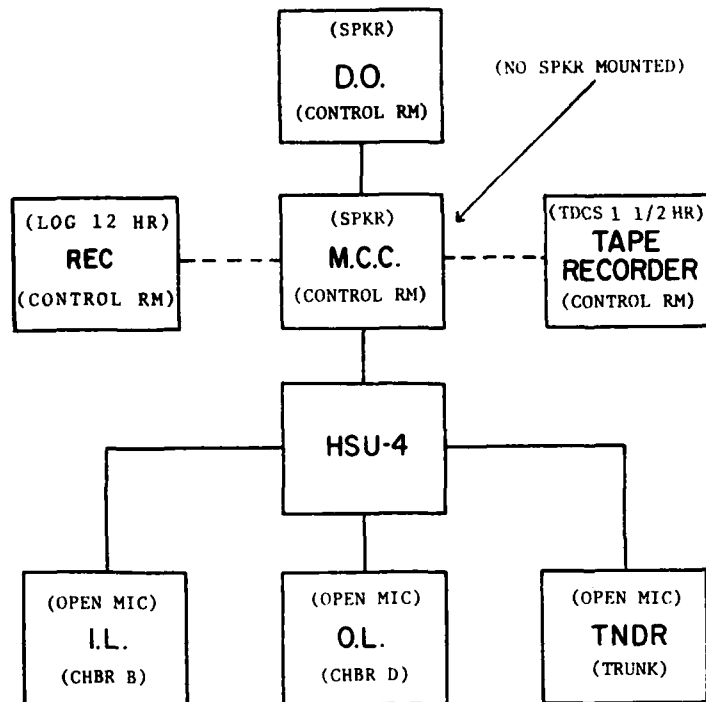 (SPKR)
D.O.
(CONTROL RM)
(NO SPKR MOUNTED)
(LOG 12 HR)
REC
(CONTROL RM)
(SPKR)
M.C.C.
(CONTROL RM)
(TDCS 1 1/2 HR)
TAPE
RECORDER
(CONTROL RM)
HSU-4
(OPEN MIC)
I.L.
(CHBR B)
(OPEN MIC)
O.L.
(CHBR D)
(OPEN MIC)
TNDR
(TRUNK)